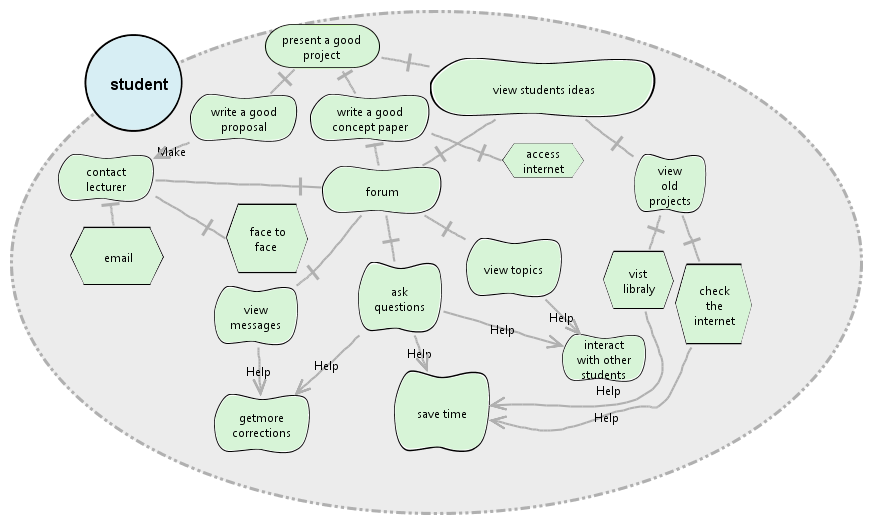 student
present a good
project
view students ideas
write a good
proposal
write a good
concept paper
Make
access
internet
contact
lecturer
forum
view
old
projects
email
face to
face
view topics
vist
libraly
check
the
internet
view
messages
ask
questions
Help
Help
interact
with other
students
Help
Help
Help
Help
Help
getmore
corrections
save time